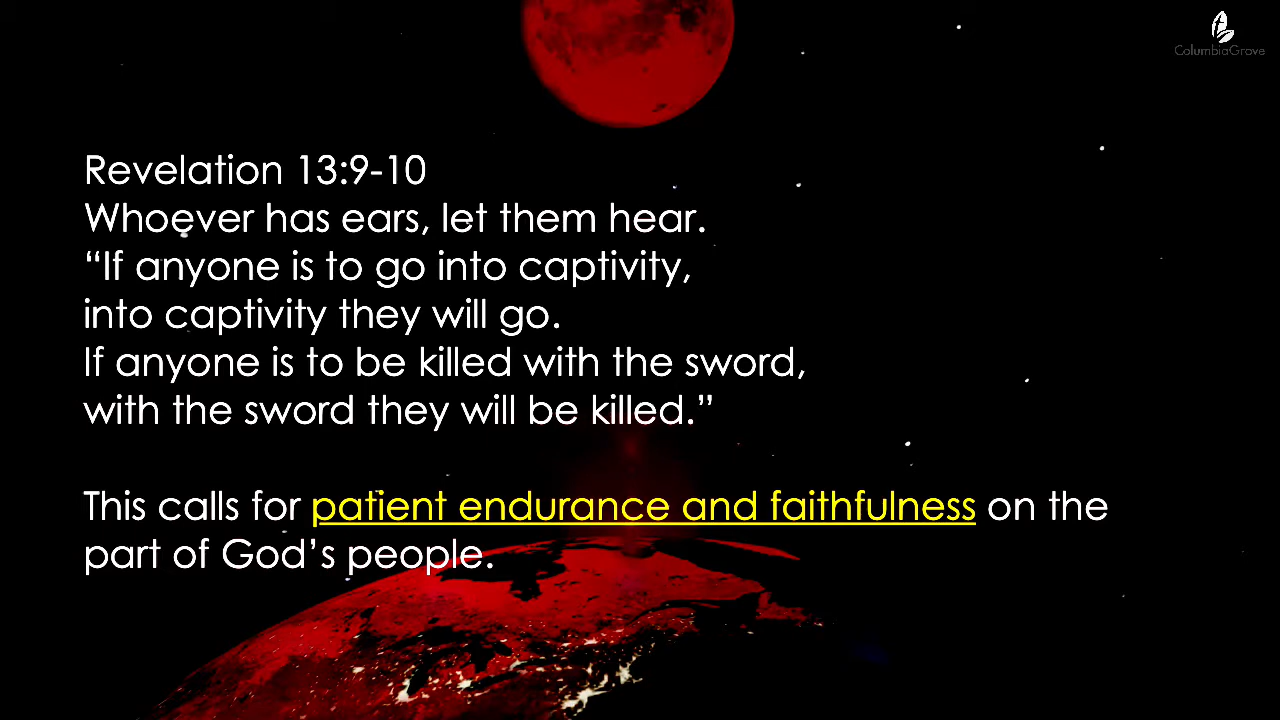 ColumbiaGrove
Revelation 13:9-10
Whoever has ears, let them hear.
“If anyone is to go into captivity,
into captivity they will go.
If anyone is to be killed with the sword,
with the sword they will be killed.”
This calls for patient endurance and faithfulness on the
part of God’s people.